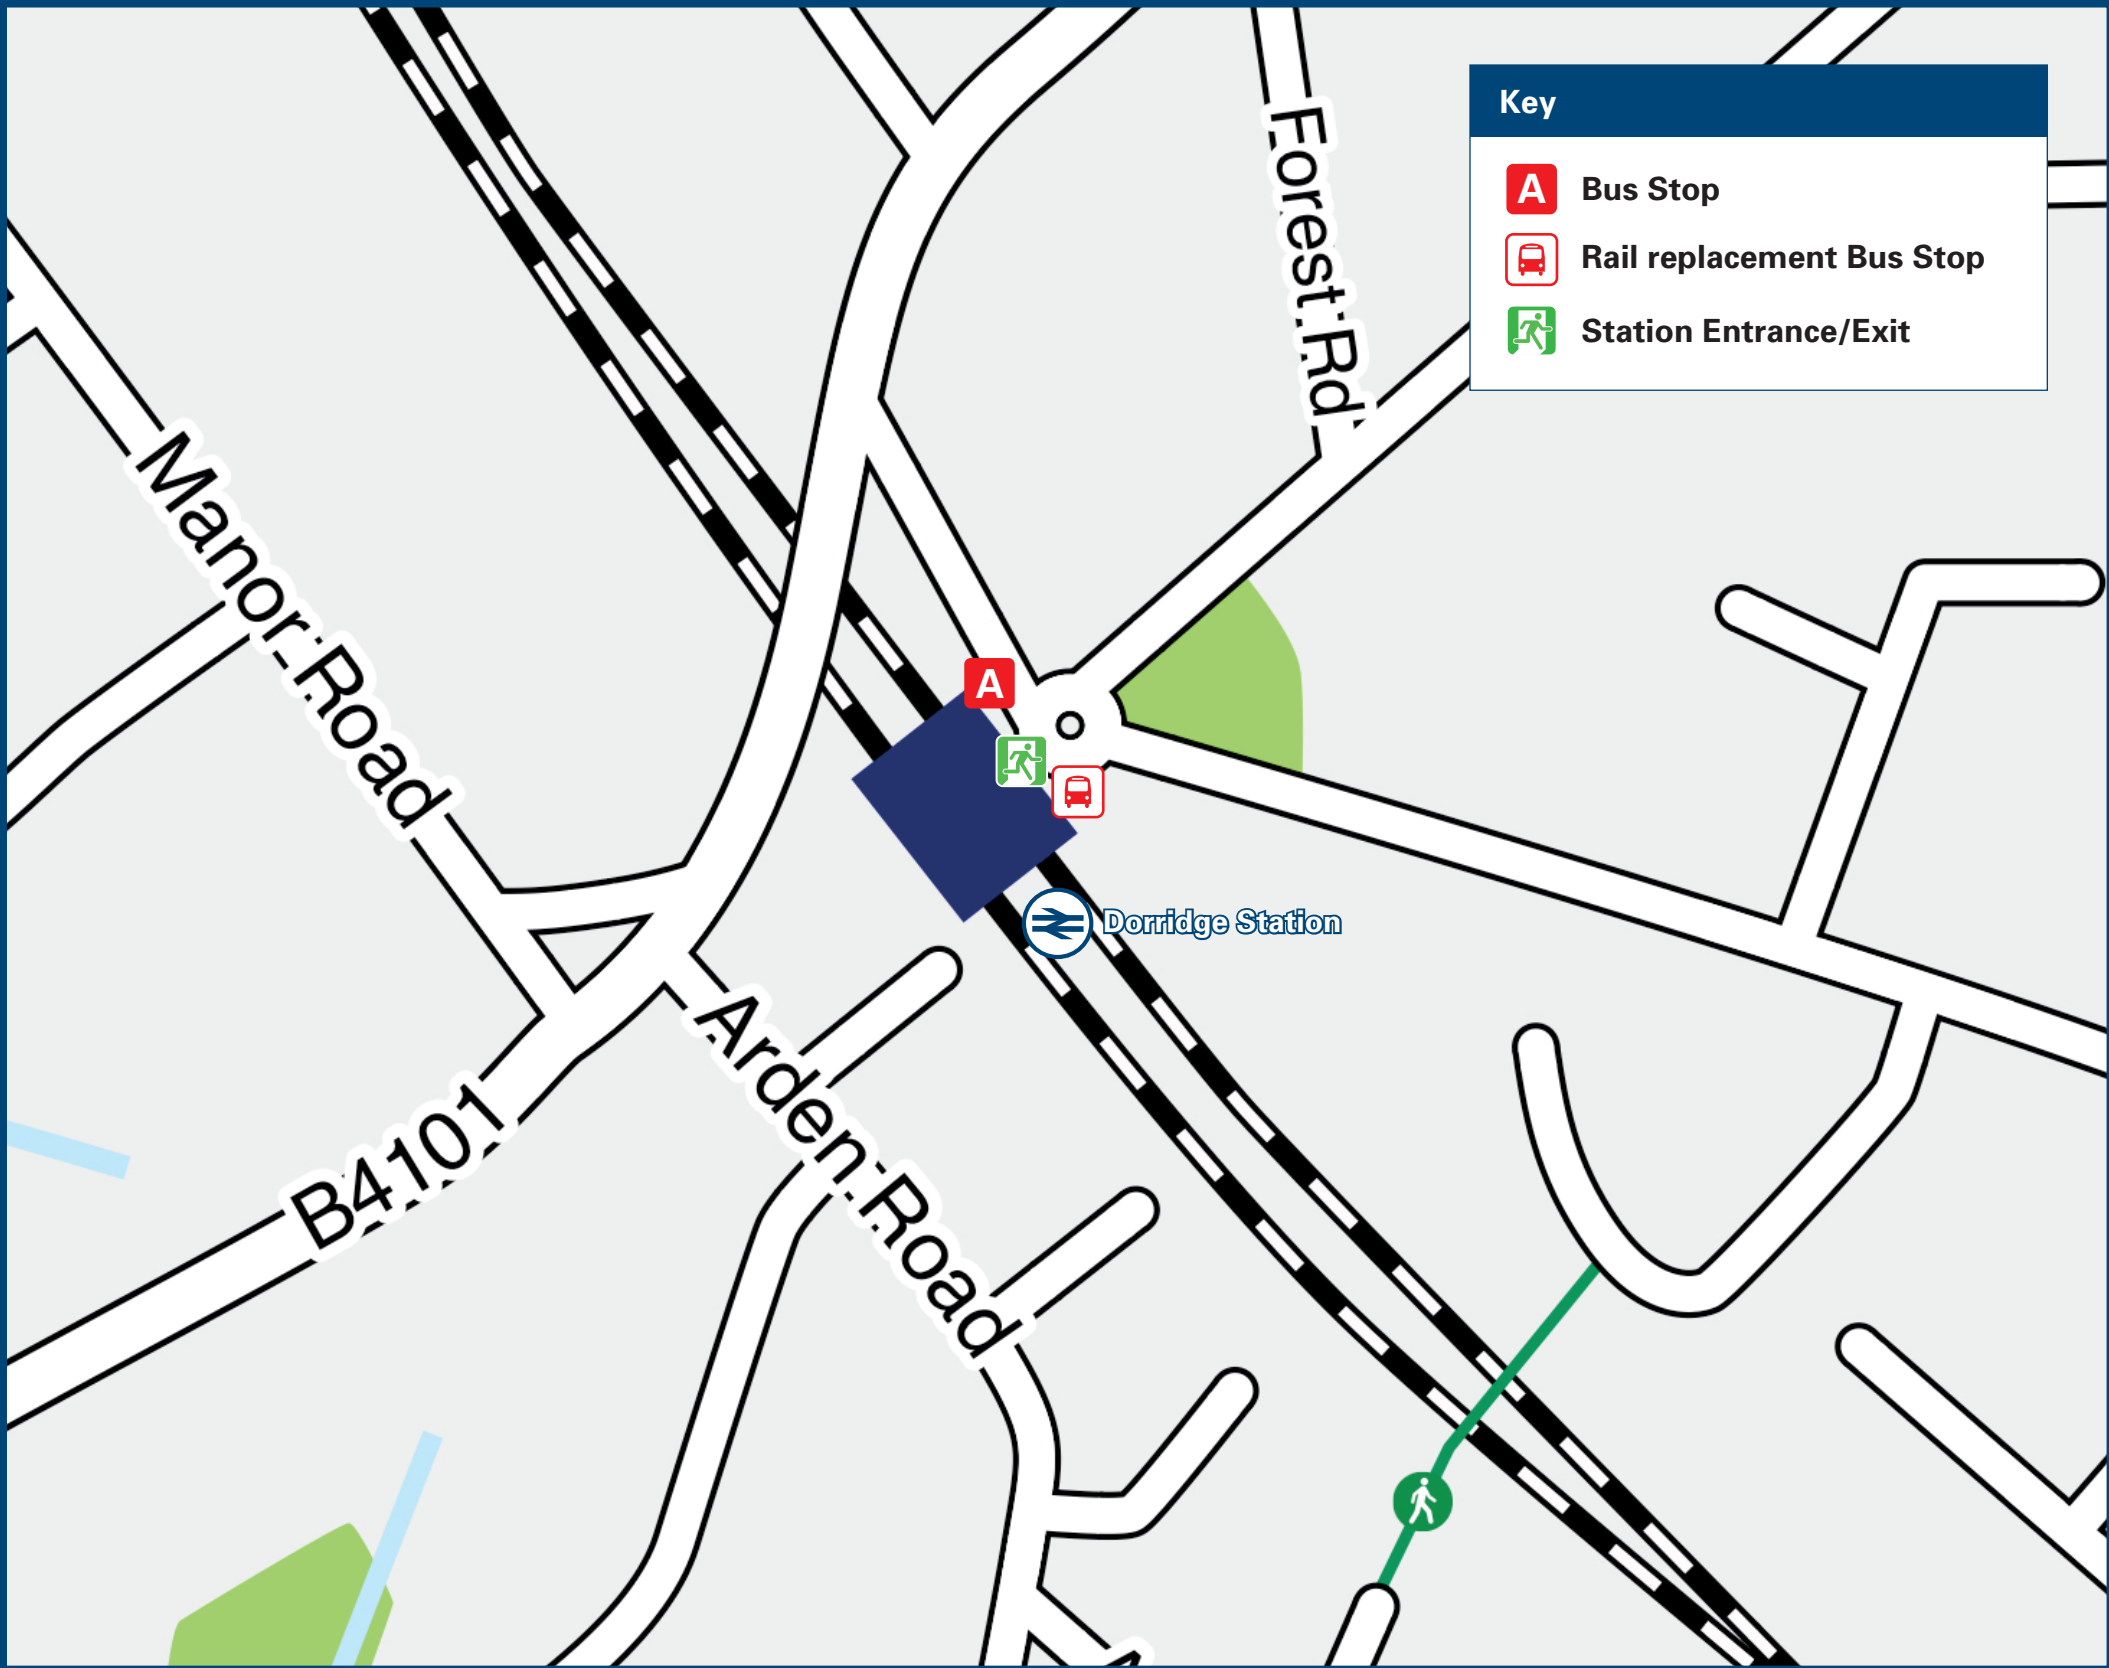 Forest Rd
Key
A Bus Stop
Rail replacement Bus Stop
Station Entrance/Exit
Manor Road
A
Dorridge Station
Arden Road
B4101